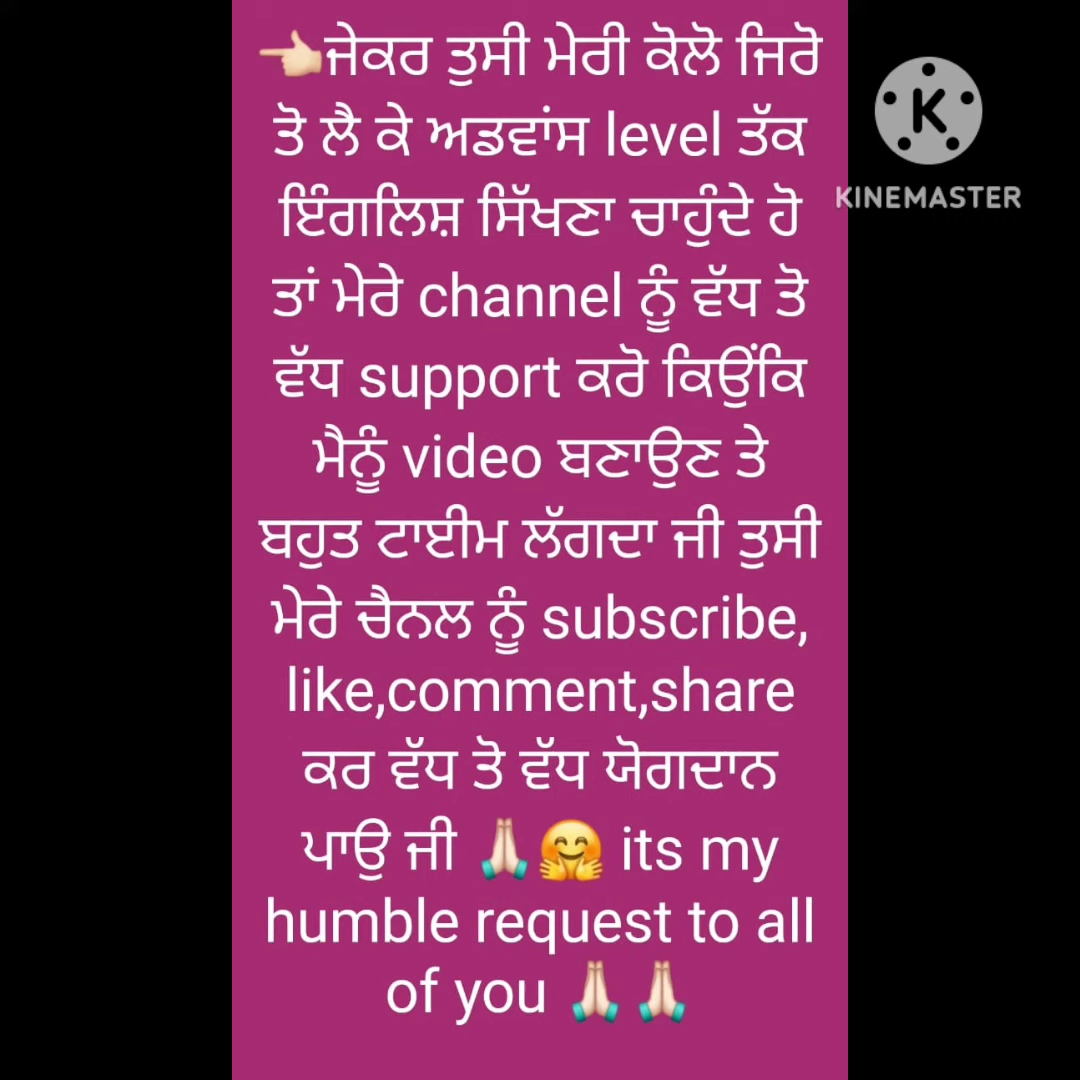 👈🏻ਜੇਕਰ ਤੁਸੀ ਮੇਰੀ ਕੋਲੋ ਜਿਰੋ
ਤੋ ਲੈ ਕੇ ਅਡਵਾਂਸ level ਤੱਕ
ਇੰਗਲਿਸ਼ ਸਿੱਖਣਾ ਚਾਹੁੰਦੇ ਹੋ
ਤਾਂ ਮੇਰੇ channel ਨੂੰ ਵੱਧ ਤੋ
ਵੱਧ support ਕਰੋ ਕਿਉਂਕਿ
ਮੈਨੂੰ video ਬਣਾਉਣ ਤੇ
ਬਹੁਤ ਟਾਈਮ ਲੱਗਦਾ ਜੀ ਤੁਸੀ
ਮੇਰੇ ਚੈਨਲ ਨੂੰ subscribe,
like,comment,share
ਕਰ ਵੱਧ ਤੋ ਵੱਧ ਯੋਗਦਾਨ
ਪਾਉ ਜੀ 🙏🏻🤗 its my
humble request to all
of you 🙏🏻🙏🏻
K
KINEMASTER